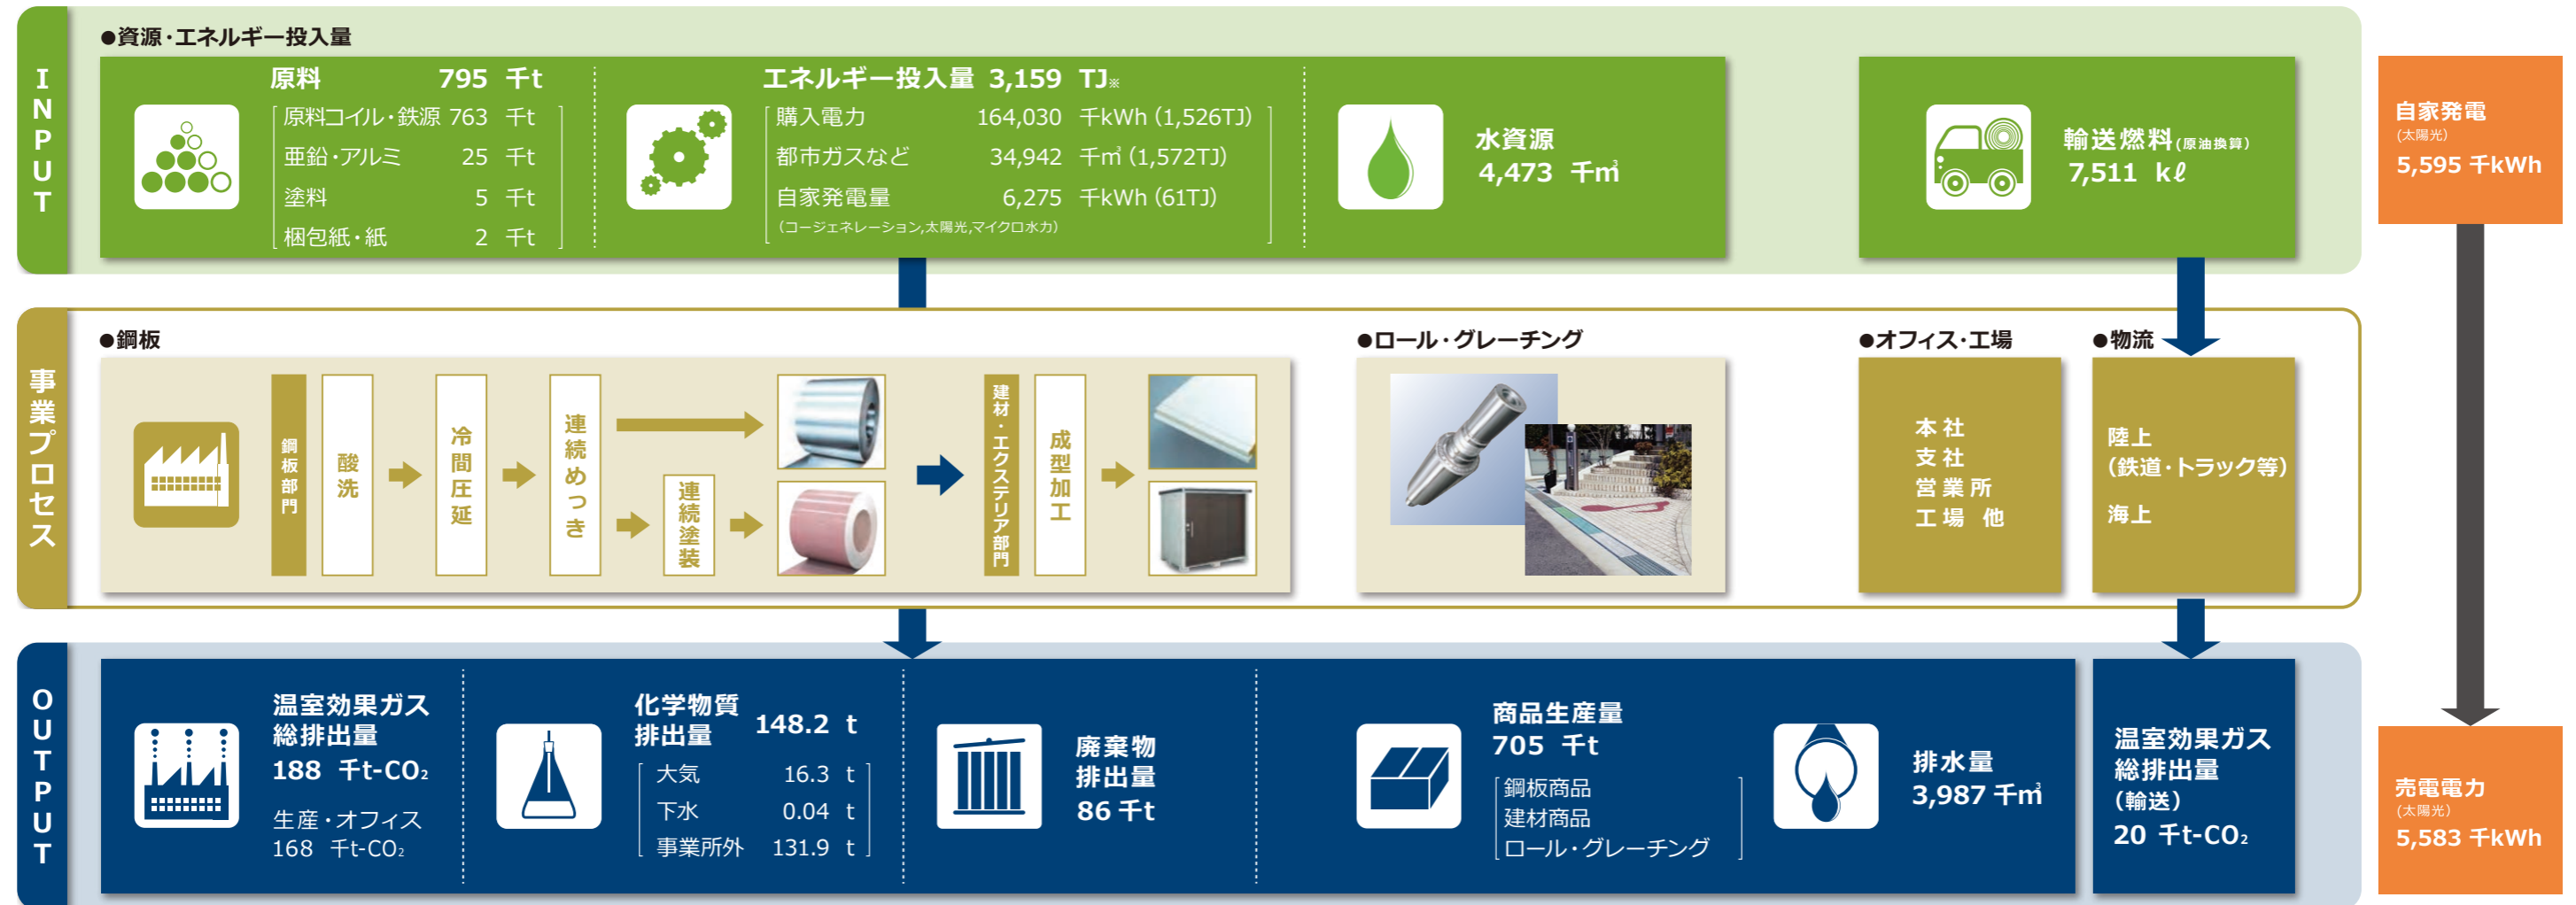 INPUT
●資源・エネルギー投入量
原料 795 千t
原料コイル・鉄源 763 千t
亜鉛・アルミ 25 千t
塗料 5 千t
梱包紙・紙 2 千t
エネルギー投入量 3,159 TJ※
購入電力 164,030 千kWh (1,526TJ)
都市ガスなど 34,942 千㎥ (1,572TJ)
自家発電量 6,275 千kWh (61TJ)
(コージェネレーション,太陽光,マイクロ水力)
水資源
4,473 千㎥
輸送燃料(原油換算)
7,511 kℓ
自家発電
(太陽光)
5,595 千kWh
事業プロセス
●鋼板
鋼板部門
酸洗
冷間圧延
連続めっき
連続塗装
建材・エクステリア部門
成型加工
●ロール・グレーチング
●オフィス・工場
本社
支社
営業所
工場 他
●物流
陸上
(鉄道・トラック等)
海上
OUTPUT
温室効果ガス
総排出量
188 千t-CO₂
生産・オフィス
168 千t-CO₂
化学物質
排出量 148.2 t
大気 16.3 t
下水 0.04 t
事業所外 131.9 t
廃棄物
排出量
86 千t
商品生産量
705 千t
鋼板商品
建材商品
ロール・グレーチング
排水量
3,987 千㎥
温室効果ガス
総排出量
(輸送)
20 千t-CO₂
売電電力
(太陽光)
5,583 千kWh